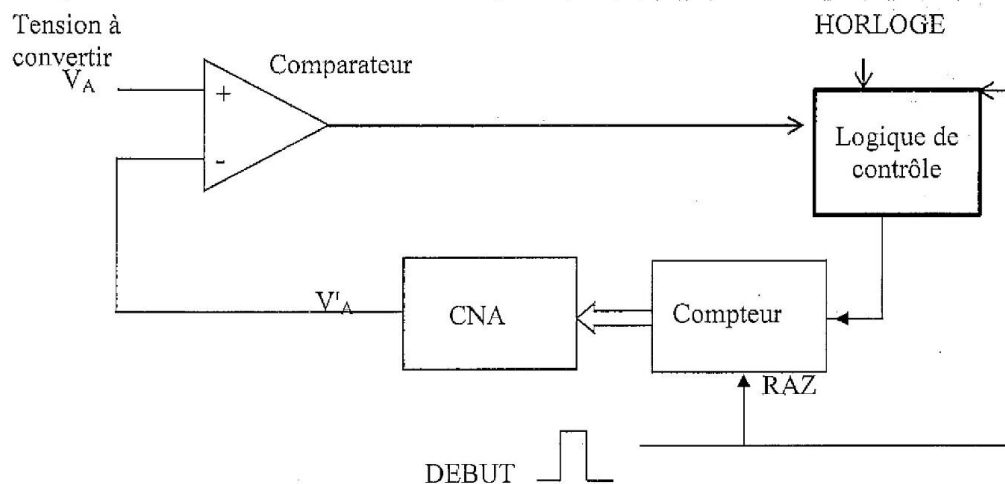 Tension à
convertir
V_A
Comparateur
HORLOGE
+
-
Logique de
contrôle
V'_A
CNA
Compteur
RAZ
DEBUT